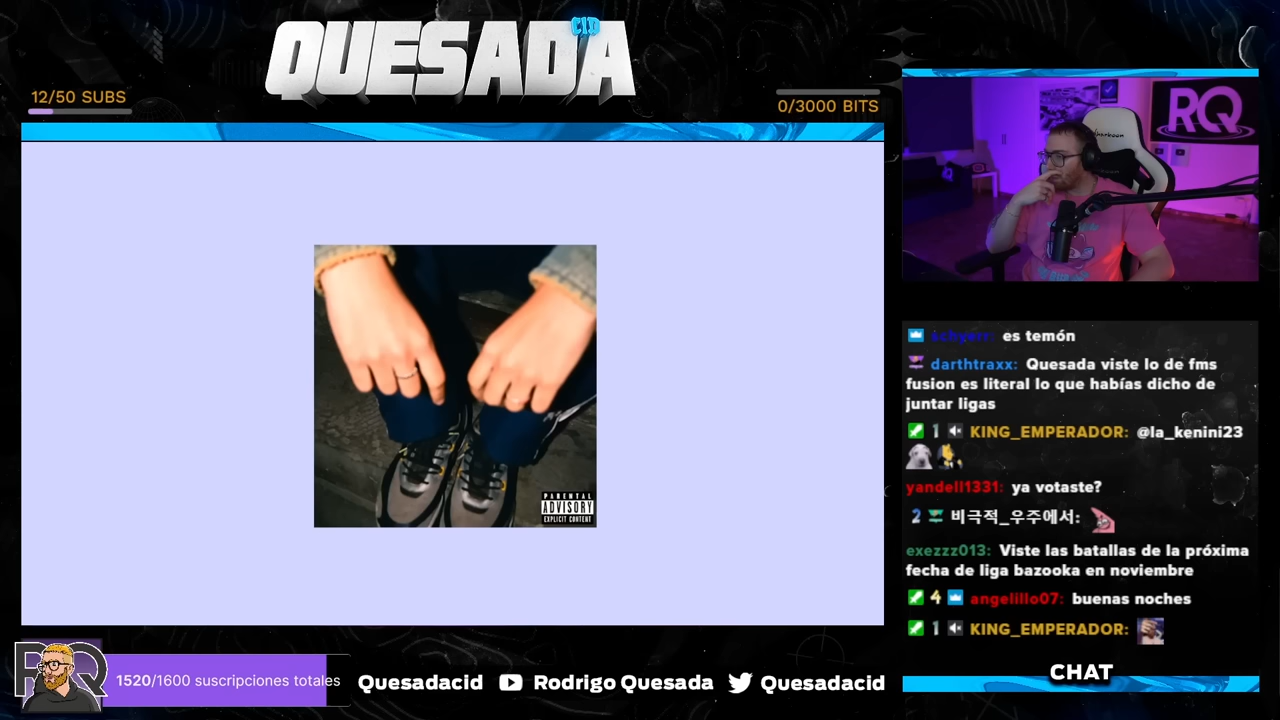 QUESADA
CID
12/50 SUBS
0/3000 BITS
RQ
PARENTAL
ADVISORY
EXPLICIT CONTENT
schyerr: es temón
darthtraxx: Quesada viste lo de fms
fusion es literal lo que habías dicho de
juntar ligas
1 KING_EMPERADOR: @la_kenini23
yandell1331: ya votaste?
2 비극적_우주에서:
exezzz013: Viste las batallas de la próxima
fecha de liga bazooka en noviembre
4 angelillo07: buenas noches
1 KING_EMPERADOR:
CHAT
RQ
1520/1600 suscripciones totales
Quesadacid
Rodrigo Quesada
Quesadacid